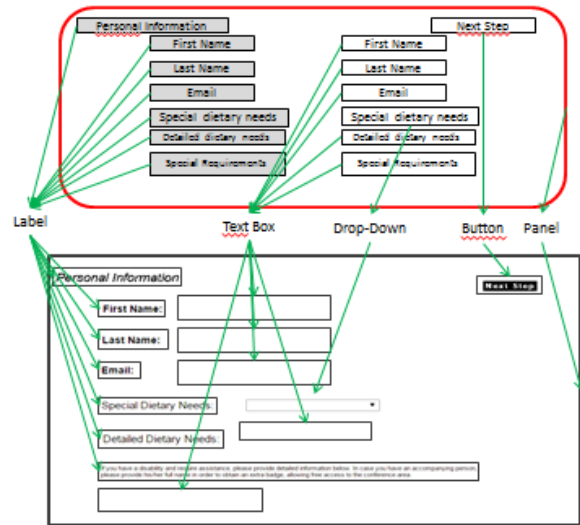 Personal Information
Next Step
First Name
First Name
Last Name
Last Name
Email
Email
Special dietary needs
Special dietary needs
Detailed dietary needs
Detailed dietary needs
Special Requirements
Special Requirements
Label
Text Box
Drop-Down
Button
Panel
Personal Information
Next Step
First Name:
Last Name:
Email:
Special Dietary Needs:
Detailed Dietary Needs:
If you have a disability and require assistance, please provide detailed information below. In case you have an accompanying person,
please provide his/her full name in order to obtain an extra badge, allowing free access to the conference area.